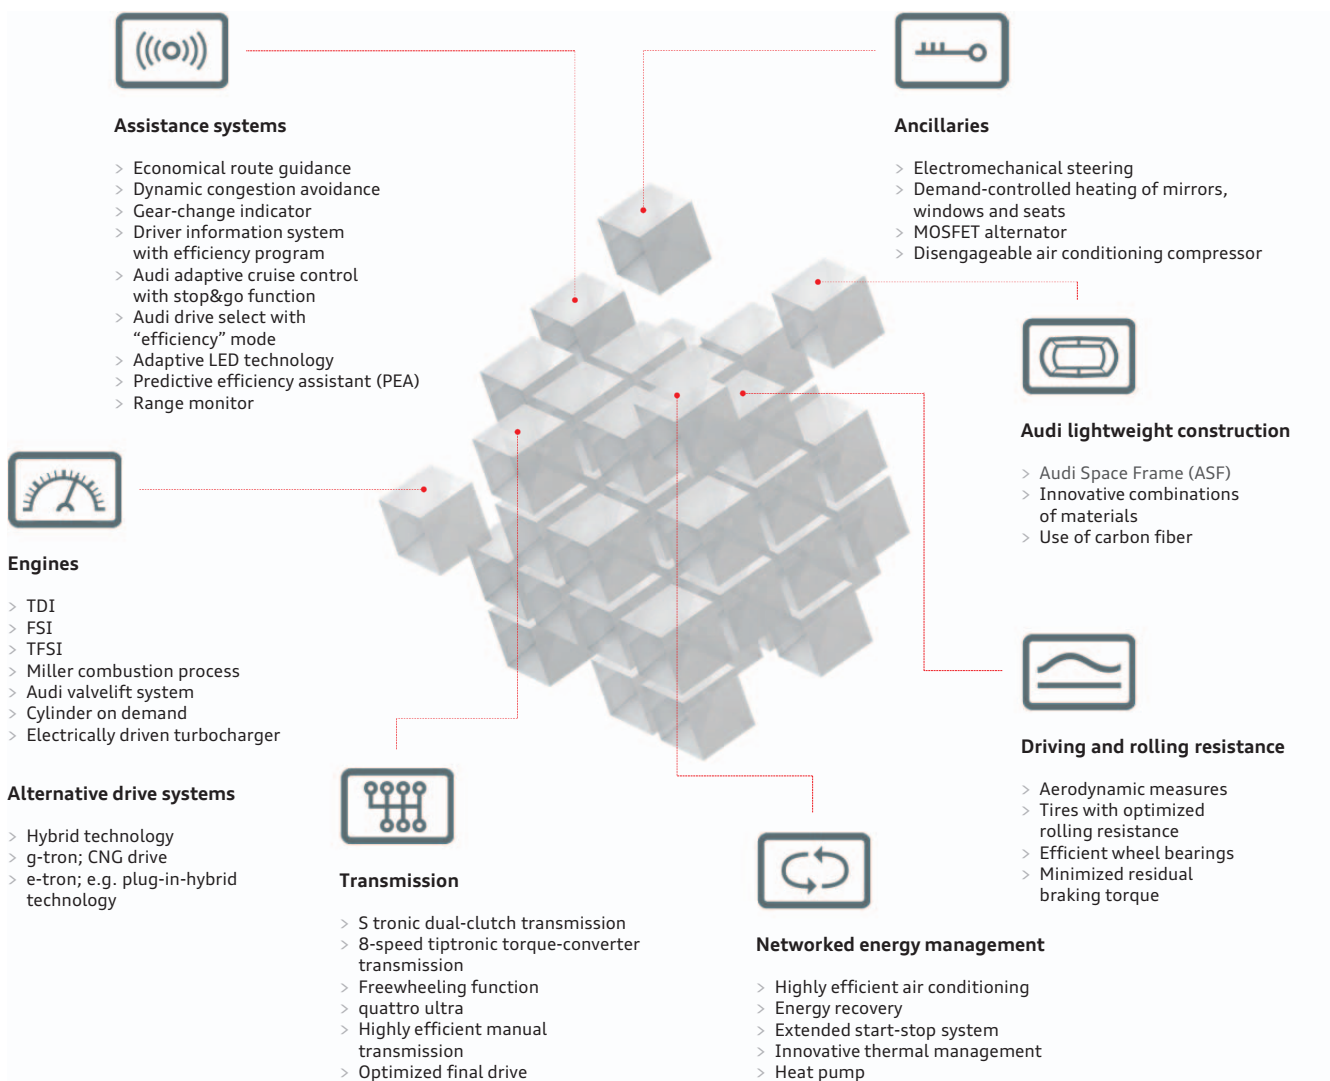 Assistance systems
> Economical route guidance
> Dynamic congestion avoidance
> Gear-change indicator
> Driver information system
with efficiency program
> Audi adaptive cruise control
with stop&go function
> Audi drive select with
“efficiency” mode
> Adaptive LED technology
> Predictive efficiency assistant (PEA)
> Range monitor
Ancillaries
> Electromechanical steering
> Demand-controlled heating of mirrors,
windows and seats
> MOSFET alternator
> Disengageable air conditioning compressor
Audi lightweight construction
> Audi Space Frame (ASF)
> Innovative combinations
of materials
> Use of carbon fiber
Engines
> TDI
> FSI
> TFSI
> Miller combustion process
> Audi valvelift system
> Cylinder on demand
> Electrically driven turbocharger
Alternative drive systems
> Hybrid technology
> g-tron; CNG drive
> e-tron; e.g. plug-in-hybrid
technology
Transmission
> S tronic dual-clutch transmission
> 8-speed tiptronic torque-converter
transmission
> Freewheeling function
> quattro ultra
> Highly efficient manual
transmission
> Optimized final drive
Networked energy management
> Highly efficient air conditioning
> Energy recovery
> Extended start-stop system
> Innovative thermal management
> Heat pump
Driving and rolling resistance
> Aerodynamic measures
> Tires with optimized
rolling resistance
> Efficient wheel bearings
> Minimized residual
braking torque